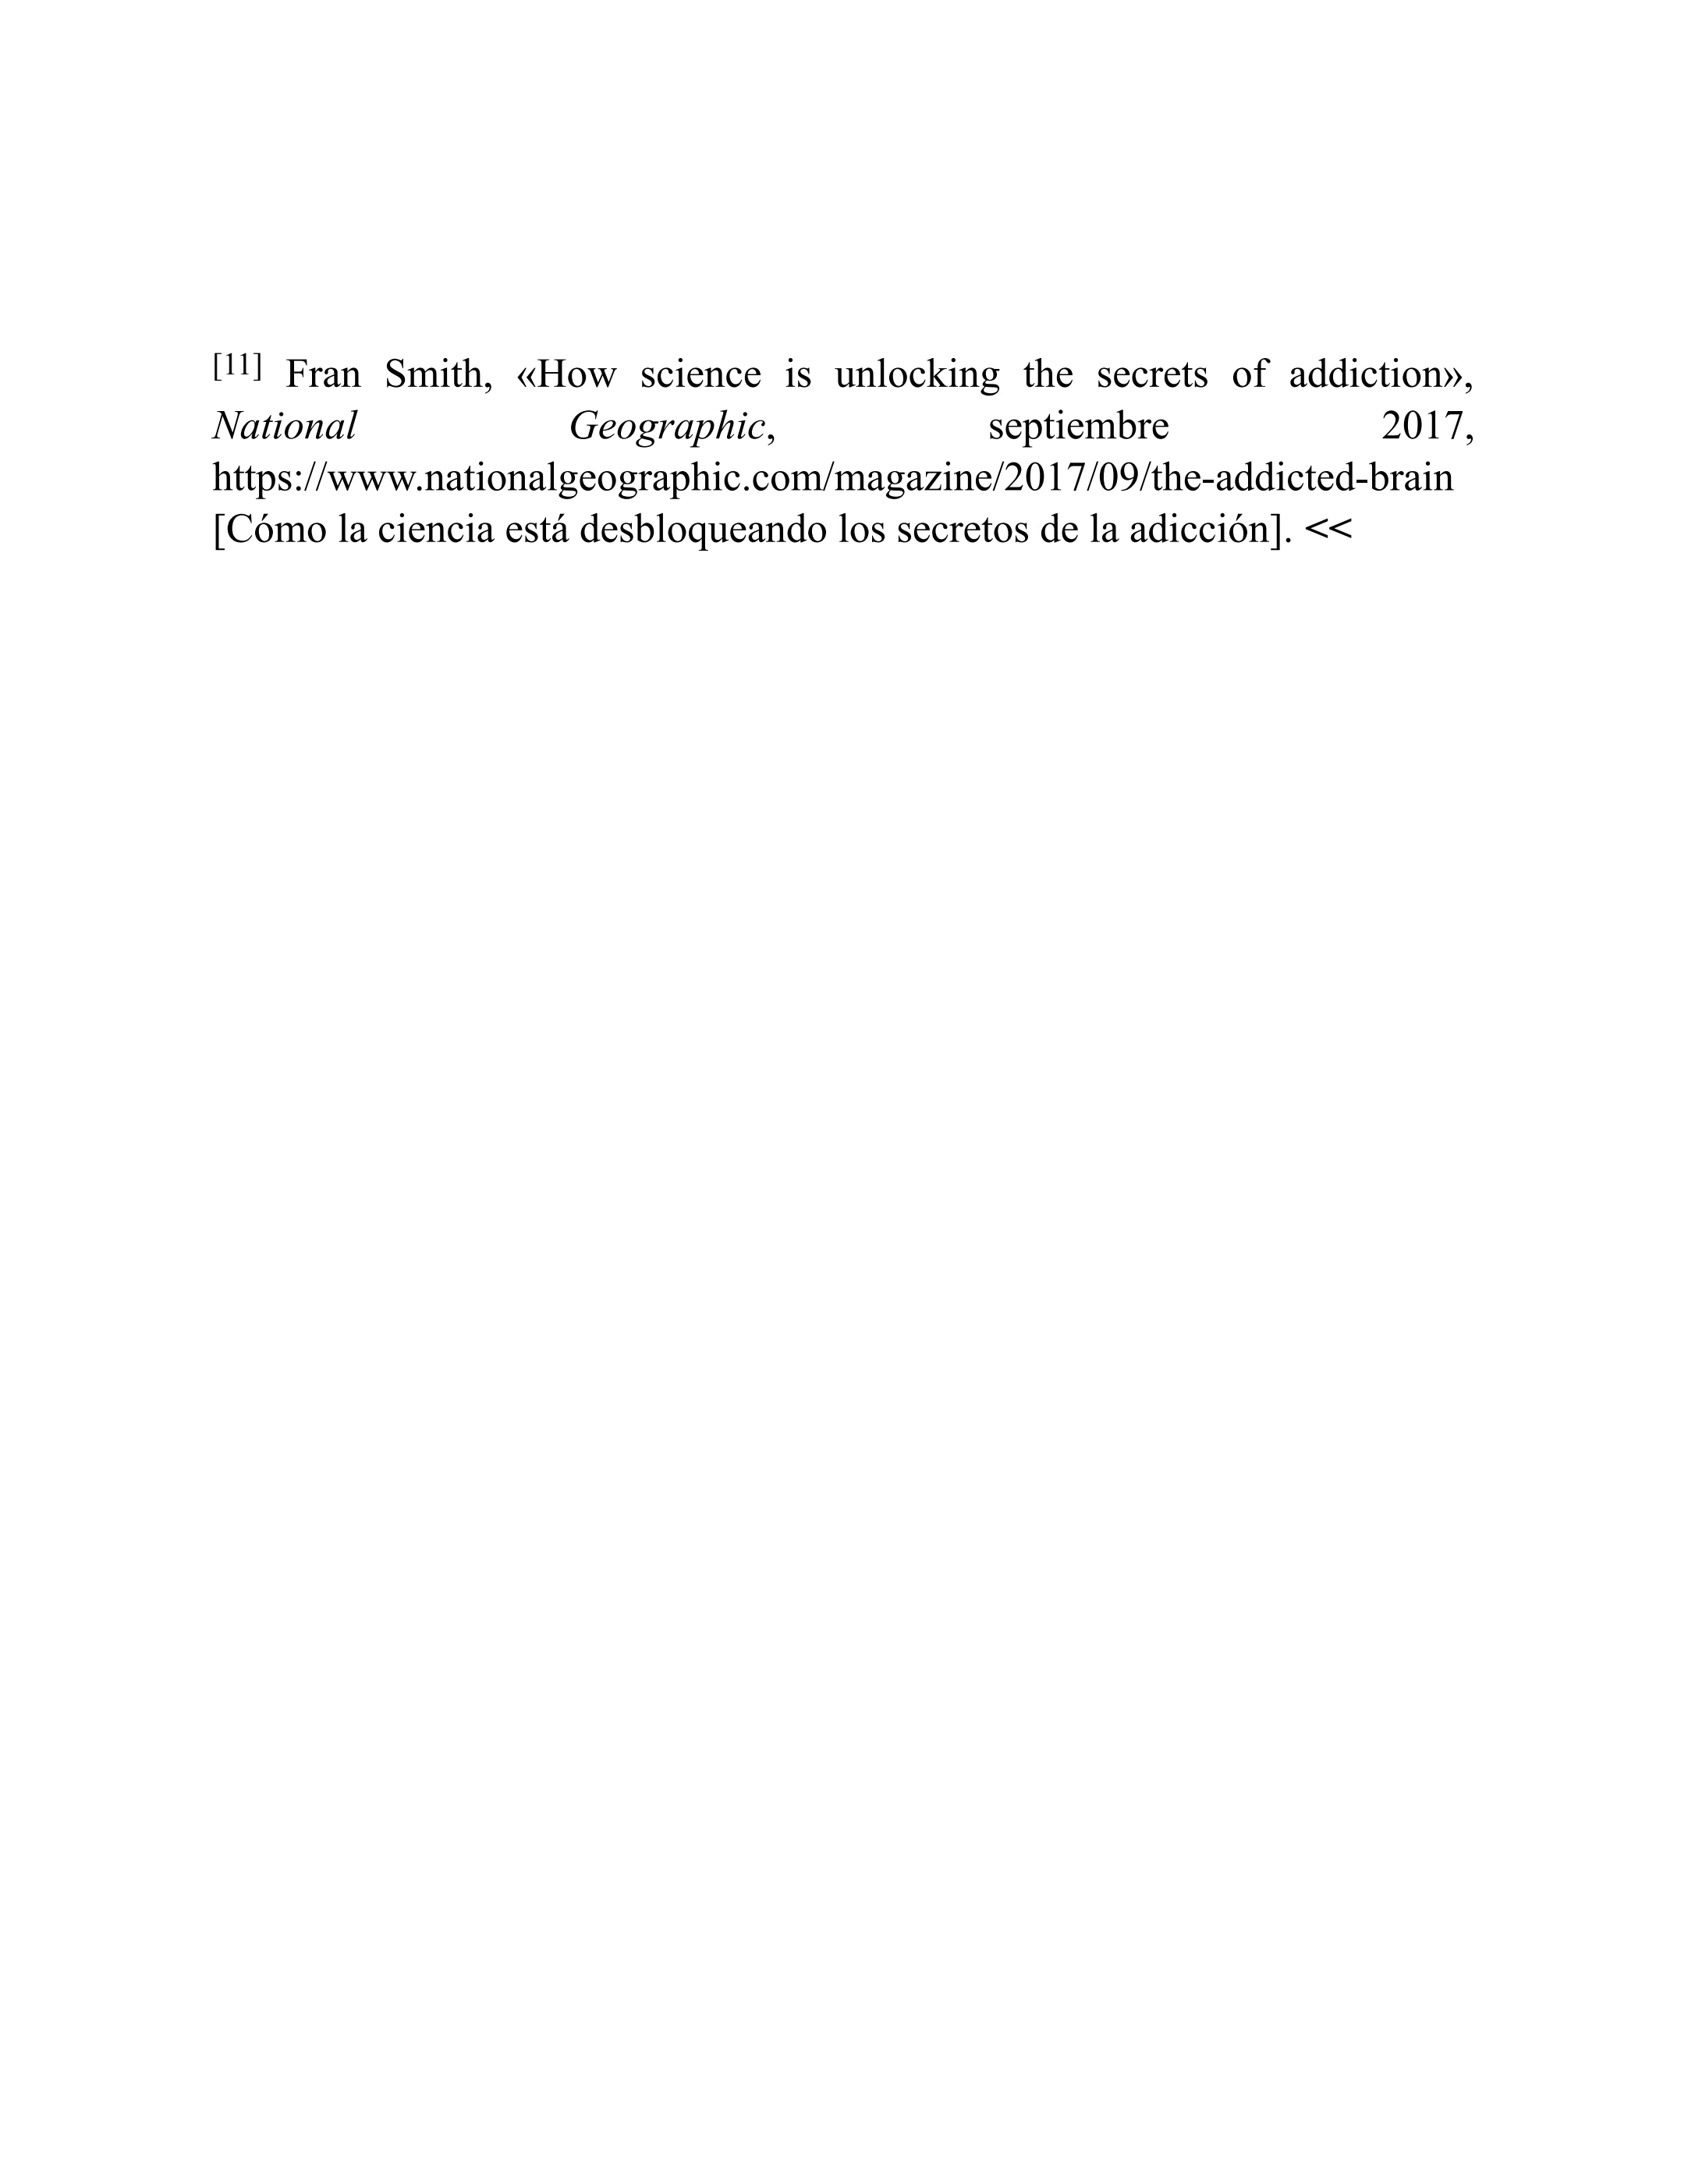 [11] Fran Smith, «How science is unlocking the secrets of addiction»,
National Geographic, septiembre 2017,
https://www.nationalgeographic.com/magazine/2017/09/the-addicted-brain
[Cómo la ciencia está desbloqueando los secretos de la adicción]. <<